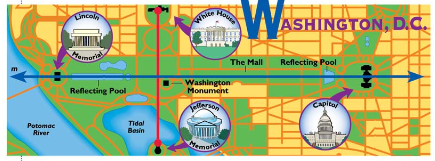 WASHINGTON, D.C.
Lincoln
Memorial
White House
m
The Mall
Reflecting Pool
Reflecting Pool
Washington
Monument
Potomac
River
Tidal
Basin
Jefferson
Memorial
Capitol